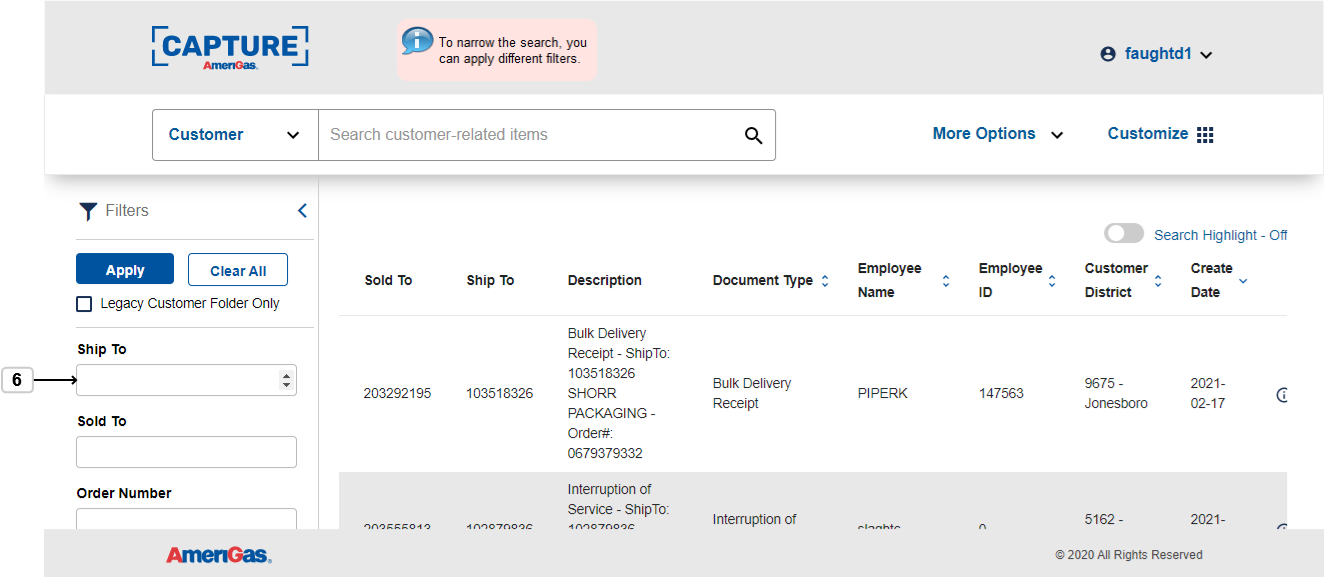 CAPTURE
AmeriGas.
i
To narrow the search, you
can apply different filters.
faughtd1
Customer
Search customer-related items
More Options
Customize
Filters
Apply
Clear All
Legacy Customer Folder Only
6
Ship To
Sold To
Order Number
Search Highlight - Off
Sold To
Ship To
Description
Document Type
Employee
Name
Employee
ID
Customer
District
Create
Date
203292195
103518326
Bulk Delivery
Receipt - ShipTo:
103518326
SHORR
PACKAGING -
Order#:
0679379332
Bulk Delivery
Receipt
PIPERK
147563
9675 -
Jonesboro
2021-
02-17
203555813
102879836
Interruption of
Service - ShipTo:
102879836
Interruption of
slaghtc
0
5162 -
2021-
AmeriGas.
© 2020 All Rights Reserved